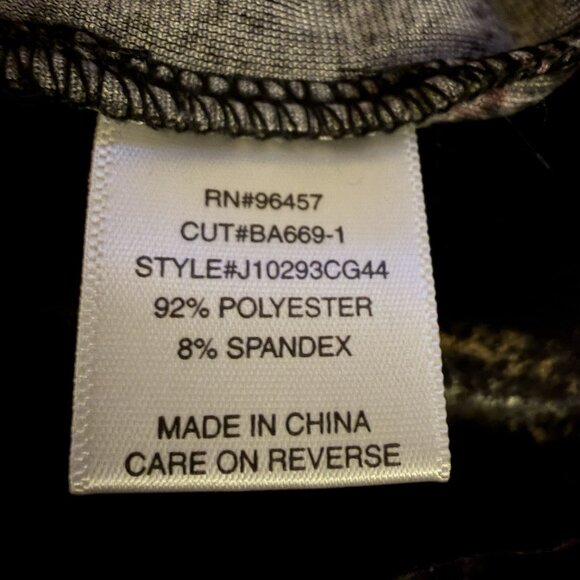 RN#96457
CUT#BA669-1
STYLE#J10293CG44
92% POLYESTER
8% SPANDEX
MADE IN CHINA
CARE ON REVERSE